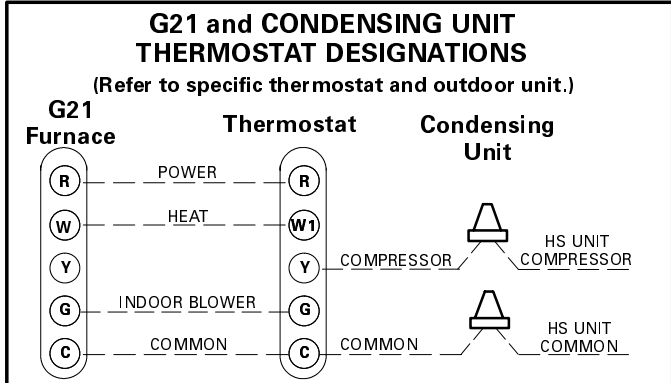 G21 and CONDENSING UNIT
THERMOSTAT DESIGNATIONS
(Refer to specific thermostat and outdoor unit.)
G21
Furnace
Thermostat
Condensing
Unit
R POWER R
W HEAT W1
Y Y COMPRESSOR HS UNIT
COMPRESSOR
G INDOOR BLOWER G
C COMMON C COMMON HS UNIT
COMMON